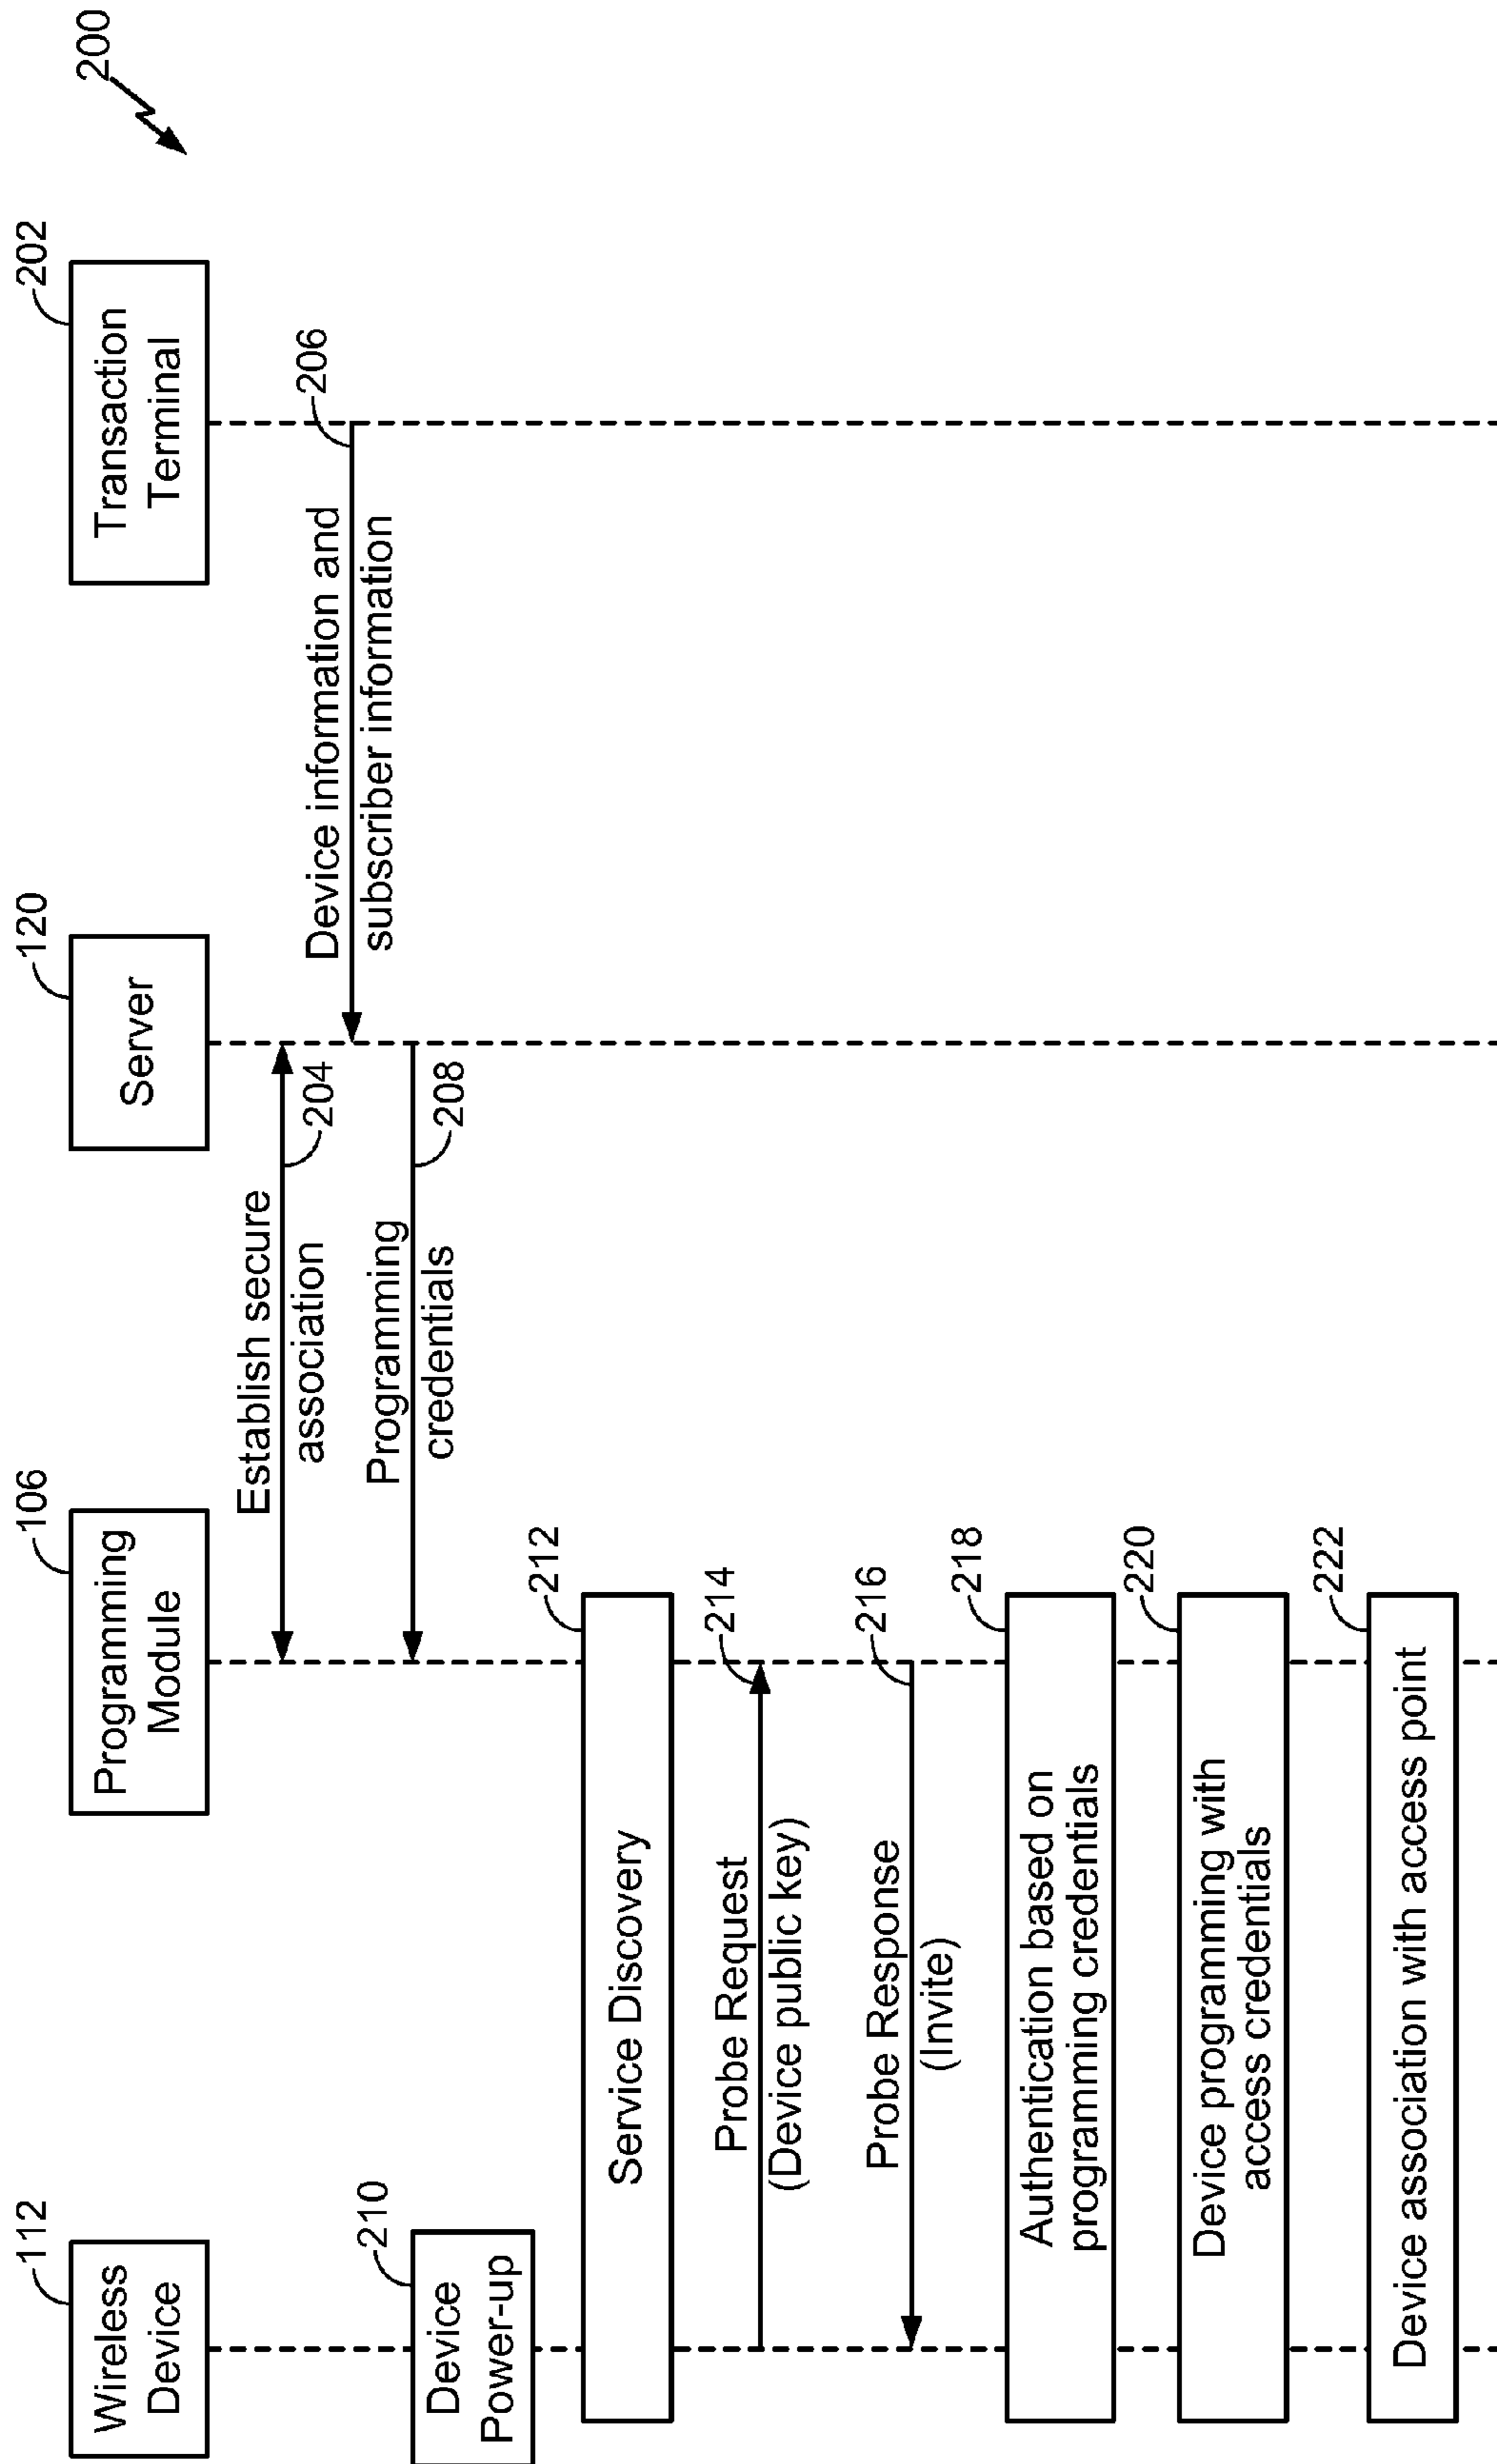 200
112
106
120
202
Wireless
Device
Programming
Module
Server
Transaction
Terminal
Establish secure
association
204
Device information and
subscriber information
206
Programming
credentials
208
210
Device
Power-up
212
Service Discovery
Probe Request
(Device public key)
214
Probe Response
(Invite)
216
218
Authentication based on
programming credentials
220
Device programming with
access credentials
222
Device association with access point